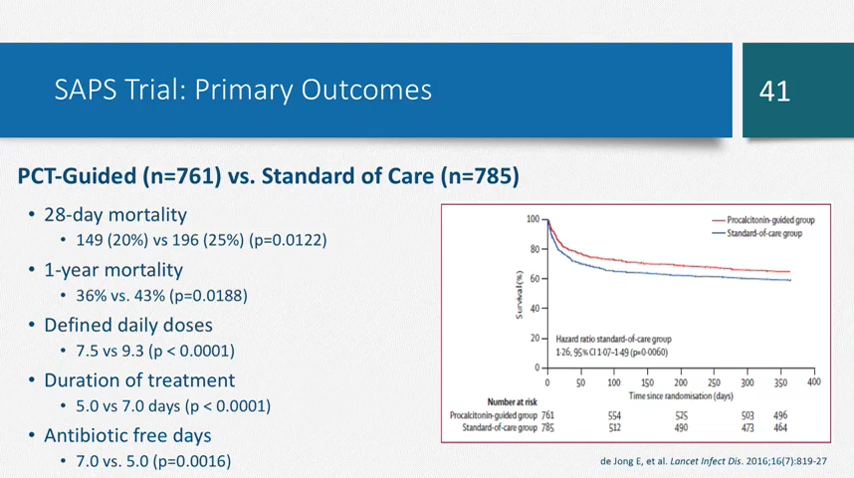 SAPS Trial: Primary Outcomes
41
PCT-Guided (n=761) vs. Standard of Care (n=785)
• 28-day mortality
• 149 (20%) vs 196 (25%) (p=0.0122)
• 1-year mortality
• 36% vs. 43% (p=0.0188)
• Defined daily doses
• 7.5 vs 9.3 (p < 0.0001)
• Duration of treatment
• 5.0 vs 7.0 days (p < 0.0001)
• Antibiotic free days
• 7.0 vs. 5.0 (p=0.0016)
Procalcitonin-guided group
Standard-of-care group
Survival (%)
100
80
60
40
20
0
Hazard ratio standard-of-care group
1·26, 95% CI 1·07–1·49 (p=0·0060)
0 50 100 150 200 250 300 350 400
Time since randomisation (days)
Number at risk
Procalcitonin-guided group 761 554 525 503 496
Standard-of-care group 785 512 490 473 464
de Jong E, et al. Lancet Infect Dis. 2016;16(7):819-27